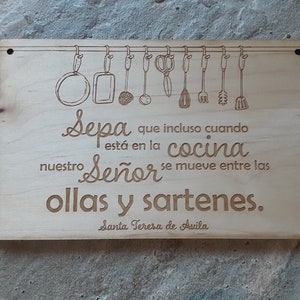 Sepa que incluso cuando
está en la cocina
nuestro Señor se mueve entre las
ollas y sartenes.
Santa Teresa de Avila